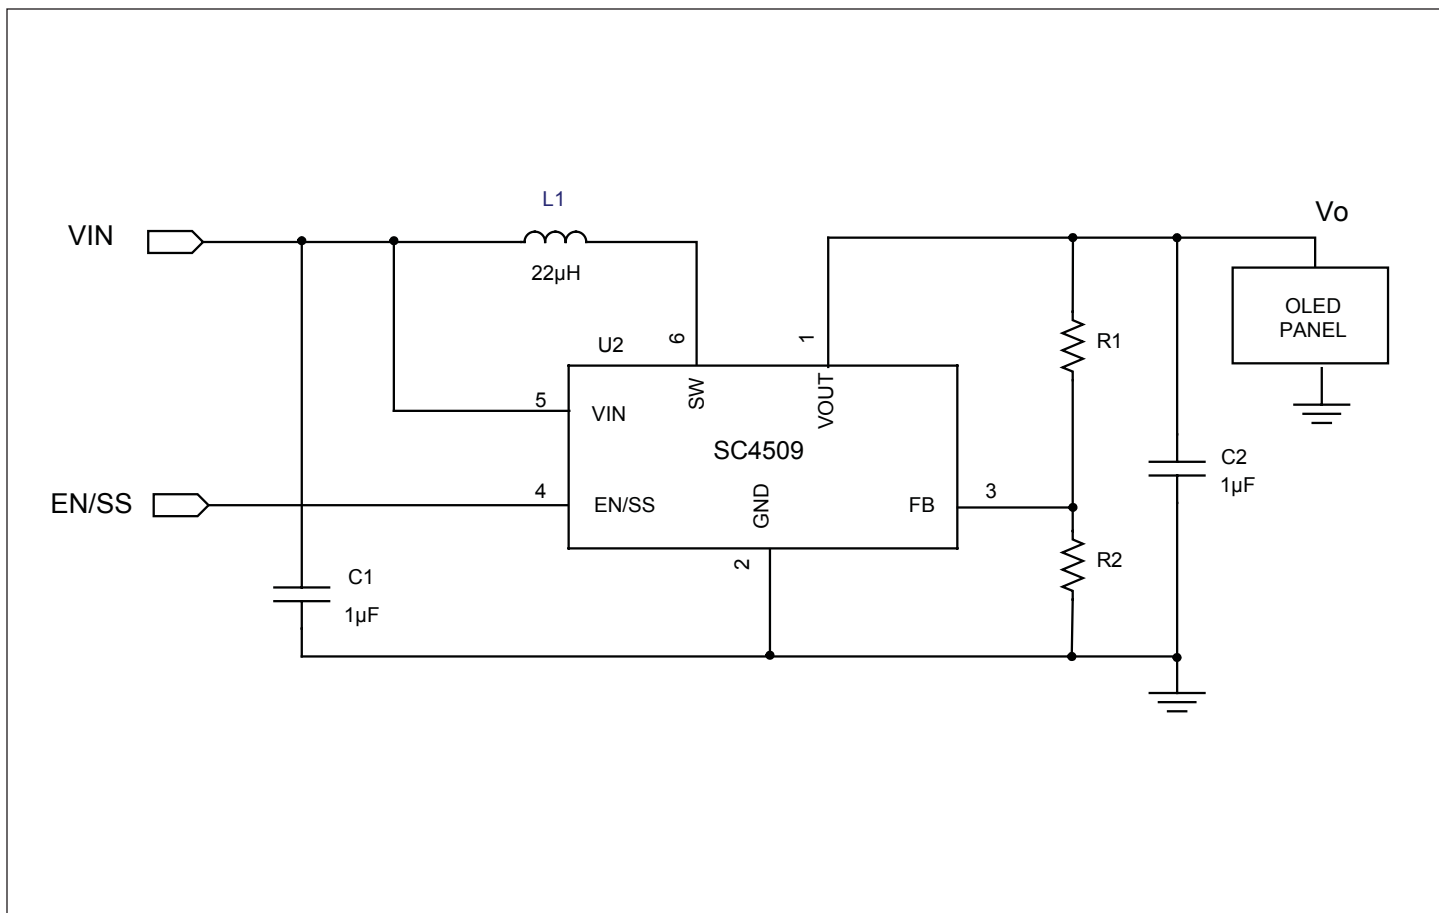 Vo
L1
VIN
22µH
OLED
PANEL
6
1
R1
U2
SW
VOUT
5
VIN
SC4509
C2
1µF
4
3
EN/SS
EN/SS
GND
FB
2
R2
C1
1µF